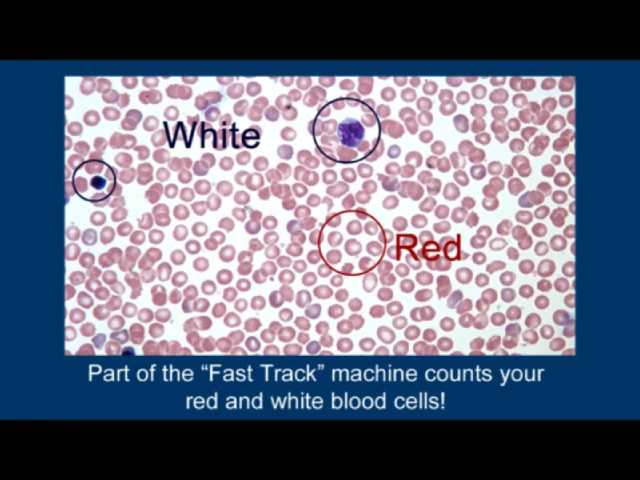 White
Red
Part of the “Fast Track” machine counts your
red and white blood cells!